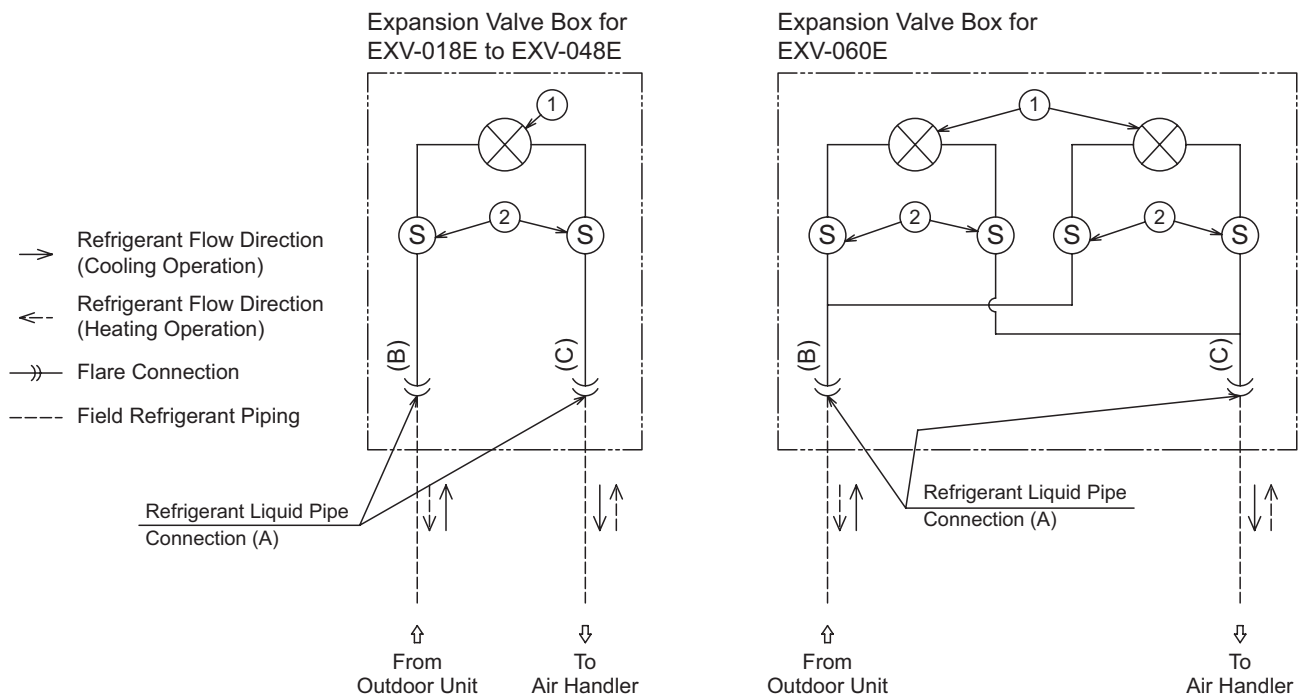 Expansion Valve Box for
EXV-018E to EXV-048E
1
2
S
S
(B)
(C)
Refrigerant Liquid Pipe
Connection (A)
From
Outdoor Unit
To
Air Handler
Expansion Valve Box for
EXV-060E
1
2
2
S
S
S
S
(B)
(C)
Refrigerant Liquid Pipe
Connection (A)
From
Outdoor Unit
To
Air Handler
Refrigerant Flow Direction
(Cooling Operation)
Refrigerant Flow Direction
(Heating Operation)
Flare Connection
Field Refrigerant Piping